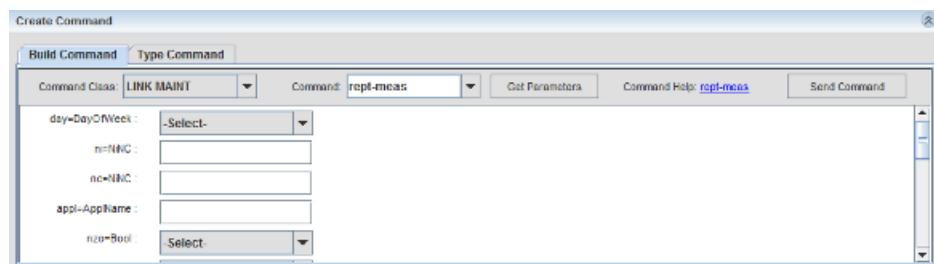 Create Command
Build Command Type Command
Command Class: LINK MAINT Command: rept-meas Get Parameters Command Help: rept-meas Send Command
day=DayOfWeek : -Select-
ni=NiNC :
nc=NiNC :
appl=ApplName :
nzo=Bool : -Select-